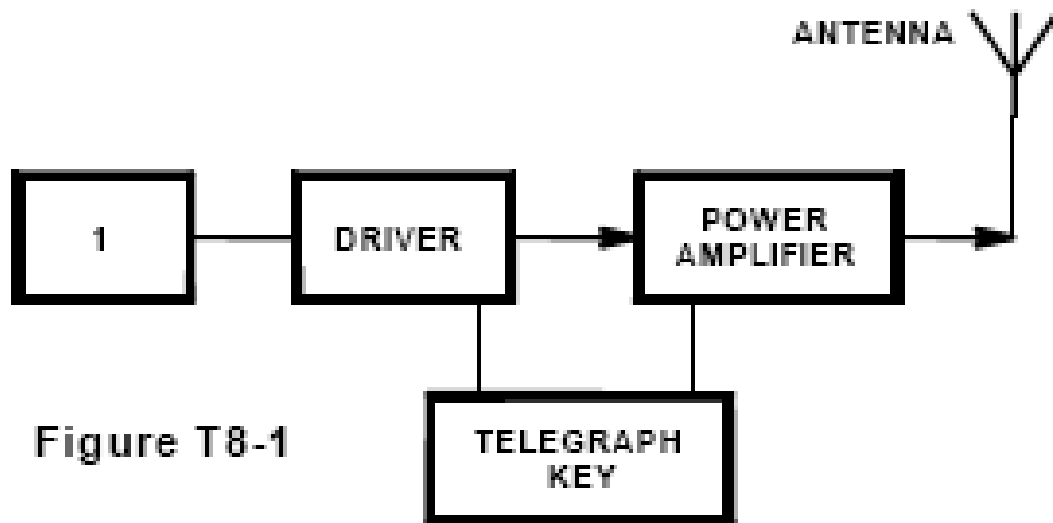 ANTENNA
1
DRIVER
POWER
AMPLIFIER
TELEGRAPH
KEY
Figure T8-1